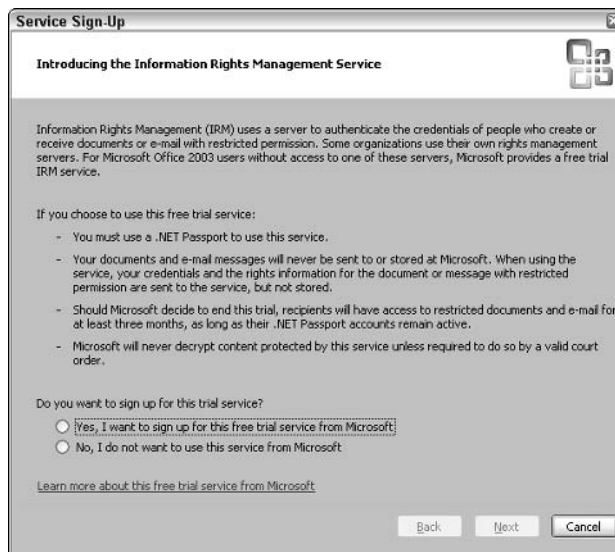 Service Sign-Up
Introducing the Information Rights Management Service
Information Rights Management (IRM) uses a server to authenticate the credentials of people who create or
receive documents or e-mail with restricted permission. Some organizations use their own rights management
servers. For Microsoft Office 2003 users without access to one of these servers, Microsoft provides a free trial
IRM service.
If you choose to use this free trial service:
- You must use a .NET Passport to use this service.
- Your documents and e-mail messages will never be sent to or stored at Microsoft. When using the
service, your credentials and the rights information for the document or message with restricted
permission are sent to the service, but not stored.
- Should Microsoft decide to end this trial, recipients will have access to restricted documents and e-mail for
at least three months, as long as their .NET Passport accounts remain active.
- Microsoft will never decrypt content protected by this service unless required to do so by a valid court
order.
Do you want to sign up for this trial service?
Yes, I want to sign up for this free trial service from Microsoft
No, I do not want to use this service from Microsoft
Learn more about this free trial service from Microsoft
Back Next Cancel